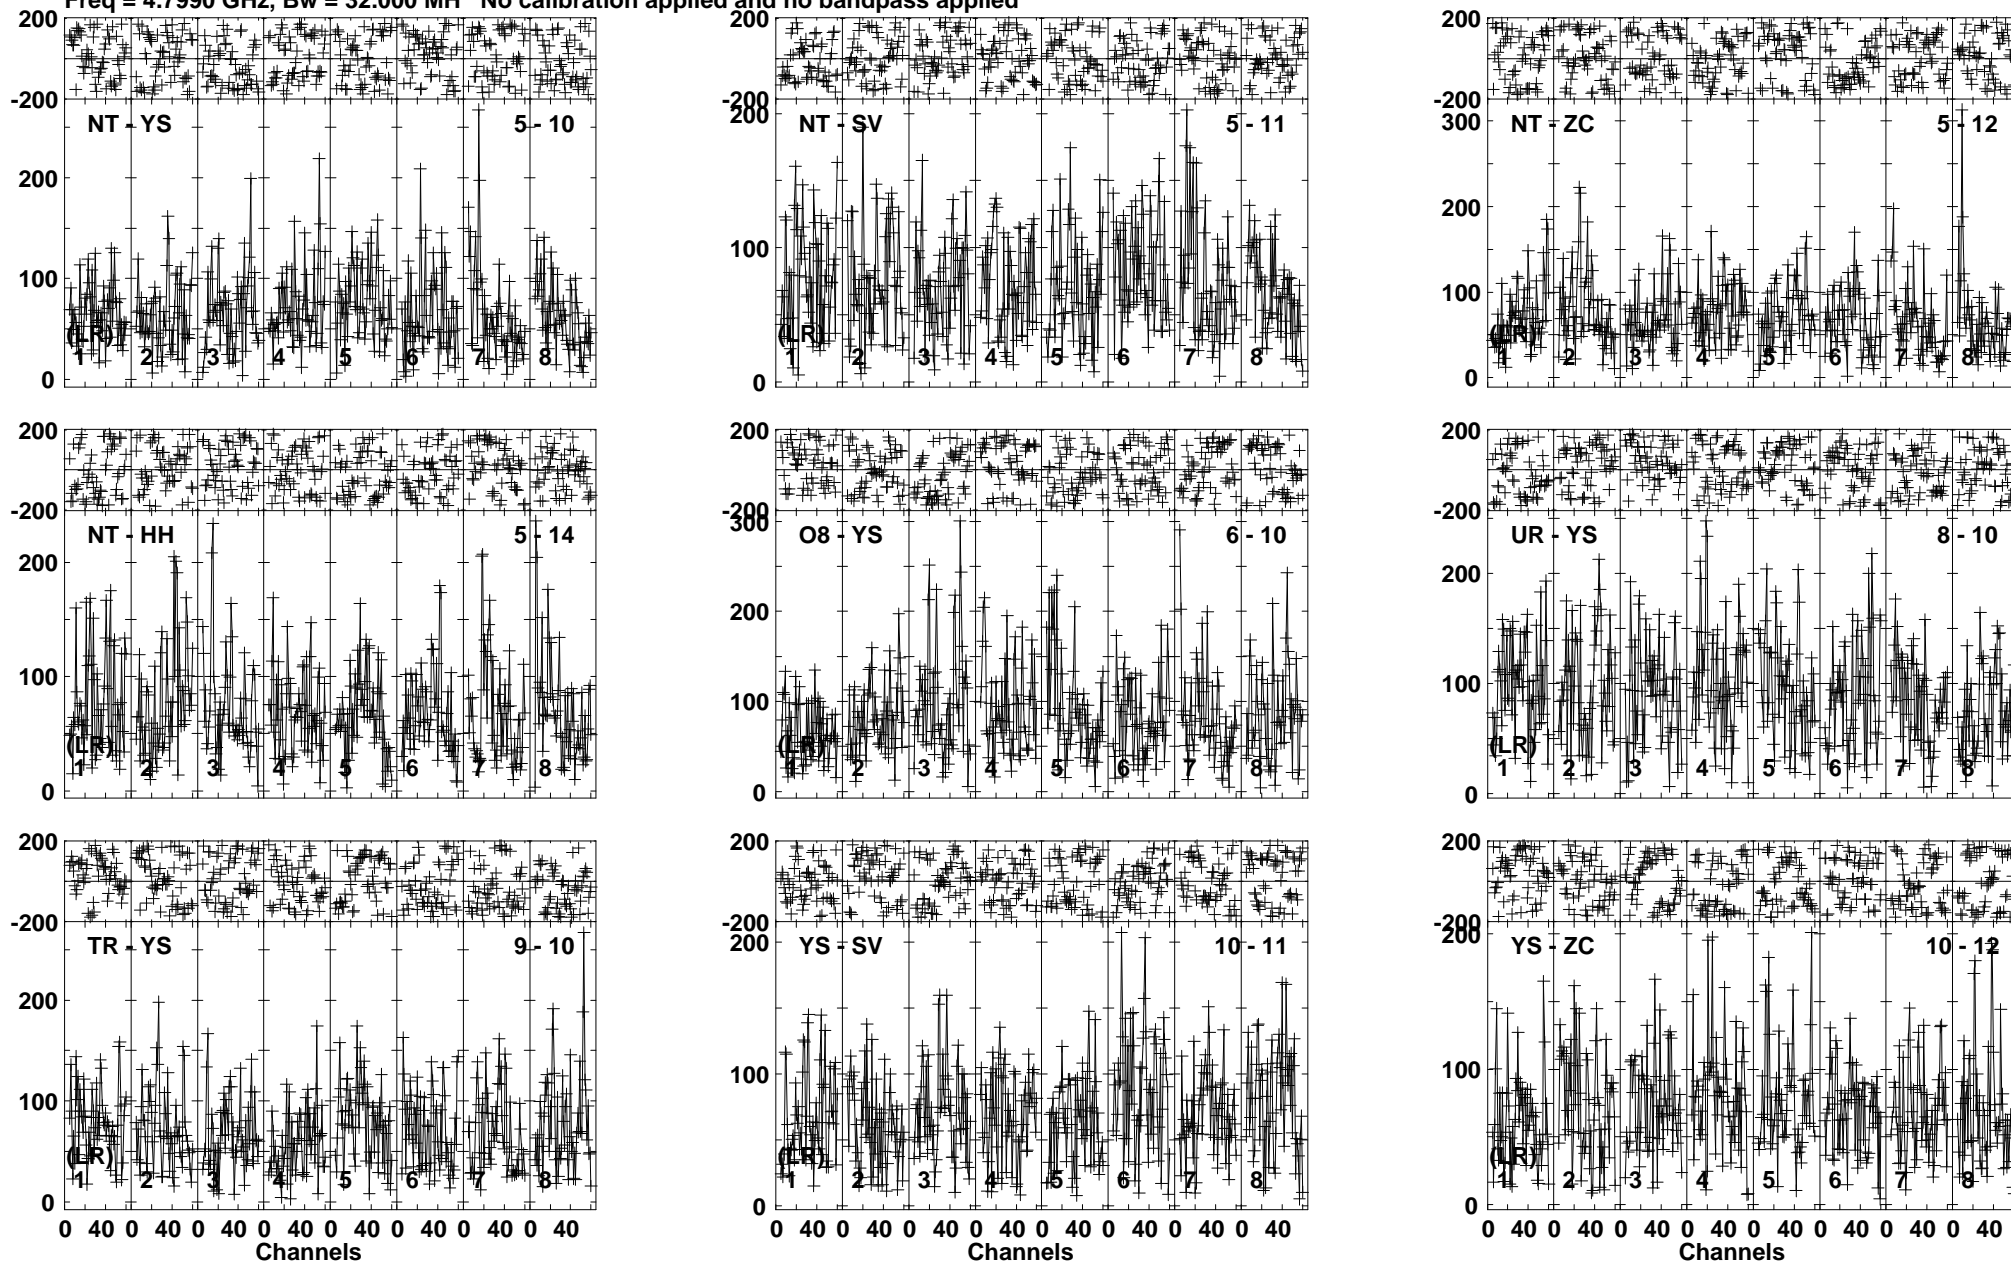 Freq = 4.7990 GHz, Bw = 32.000 MH No calibration applied and no bandpass applied
200 200 200
-200 -200 -200
NT - YS 5 - 10 NT - SV 5 - 11 NT - ZC 5 - 12
200 200 300
100 100 200
0 0 100
0
(LR) (LR) (LR)
1 2 3 4 5 6 7 8 1 2 3 4 5 6 7 8 1 2 3 4 5 6 7 8
200 200 200
-200 -200 -200
NT - HH 5 - 14 O8 - YS 6 - 10 UR - YS 8 - 10
200 300 200
100 200 100
0 100 0
0
(LR) (LR) (LR)
1 2 3 4 5 6 7 8 1 2 3 4 5 6 7 8 1 2 3 4 5 6 7 8
200 200 200
-200 -200 -200
TR - YS 9 - 10 YS - SV 10 - 11 YS - ZC 10 - 12
200 200 200
100 100 100
0 0 0
(LR) (LR) (LR)
1 2 3 4 5 6 7 8 1 2 3 4 5 6 7 8 1 2 3 4 5 6 7 8
0 40 0 40 0 40 0 40 0 40 0 40 0 40 0 40 0 40 0 40 0 40 0 40 0 40 0 40 0 40 0 40 0 40 0 40 0 40 0 40 0 40 0 40 0 40 0 40
Channels Channels Channels